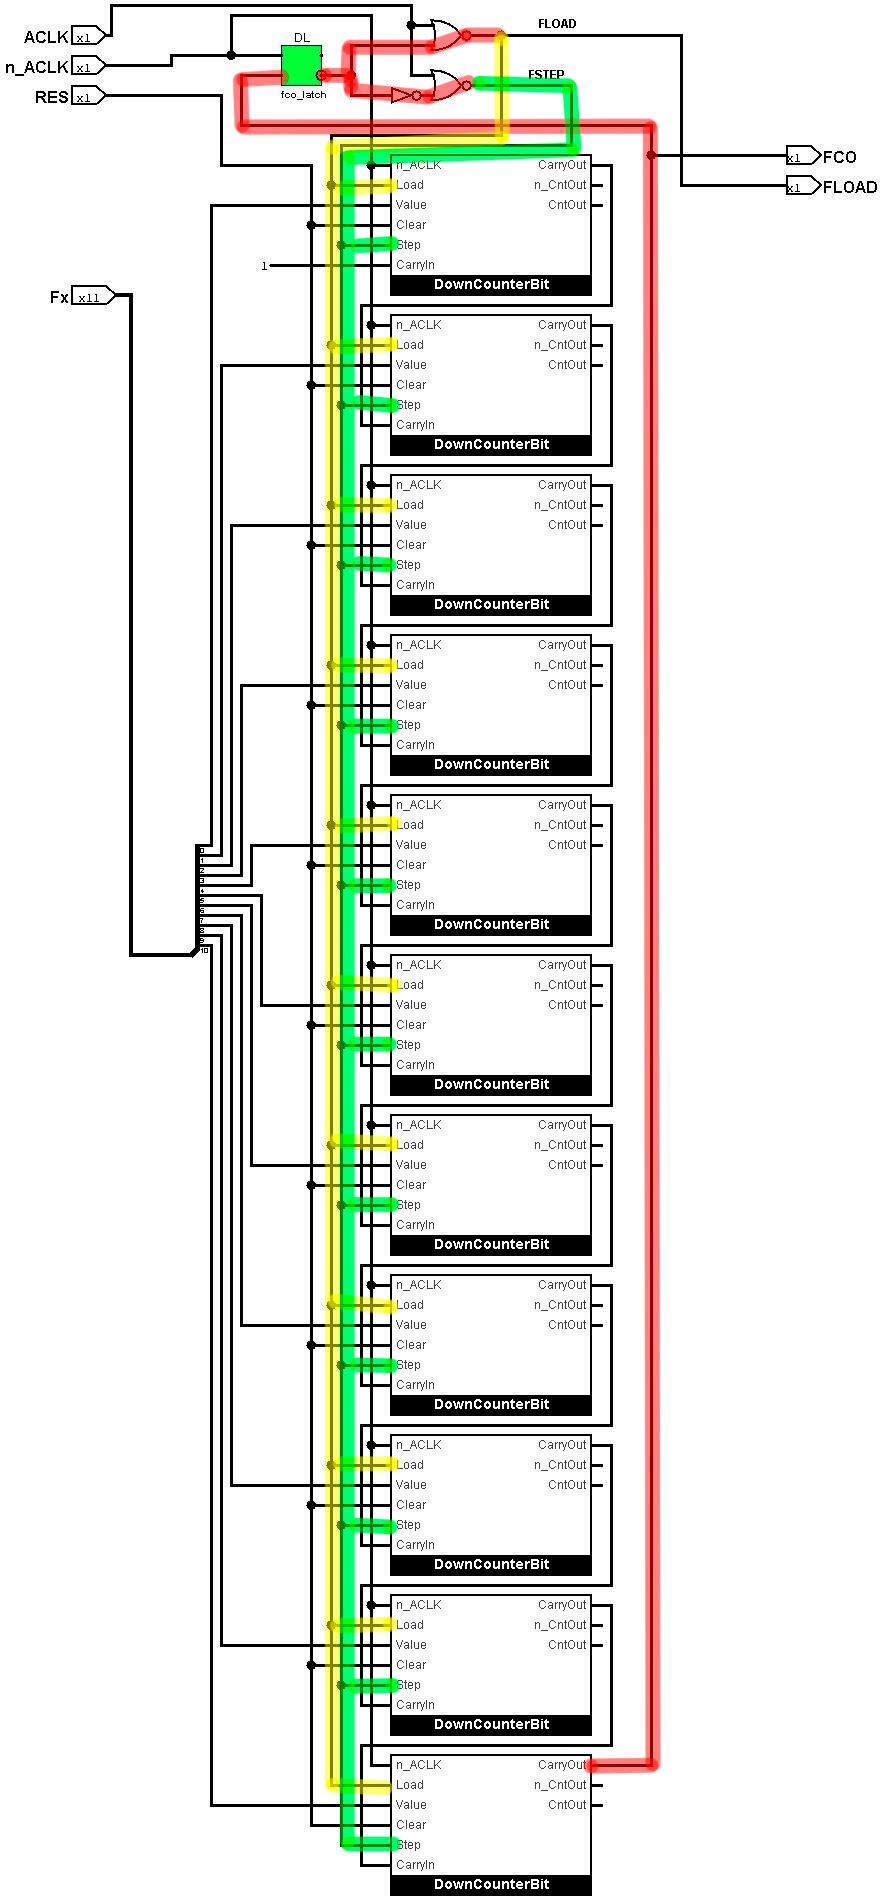 FLOAD
ACLK x1
DL
n_ACLK x1
FSTEP
fco_latch
RES x1
x1 FCO
n_ACLK CarryOut
Load n_CntOut
x1 FLOAD
Value CntOut
Clear
Step
1 CarryIn
DownCounterBit
Fx x11
n_ACLK CarryOut
Load n_CntOut
Value CntOut
Clear
Step
CarryIn
DownCounterBit
n_ACLK CarryOut
Load n_CntOut
Value CntOut
Clear
Step
CarryIn
DownCounterBit
n_ACLK CarryOut
Load n_CntOut
Value CntOut
Clear
Step
CarryIn
DownCounterBit
n_ACLK CarryOut
Load n_CntOut
Value CntOut
0
1
Clear
2
3
Step
4
5
CarryIn
6
7
DownCounterBit
8
9
10
n_ACLK CarryOut
Load n_CntOut
Value CntOut
Clear
Step
CarryIn
DownCounterBit
n_ACLK CarryOut
Load n_CntOut
Value CntOut
Clear
Step
CarryIn
DownCounterBit
n_ACLK CarryOut
Load n_CntOut
Value CntOut
Clear
Step
CarryIn
DownCounterBit
n_ACLK CarryOut
Load n_CntOut
Value CntOut
Clear
Step
CarryIn
DownCounterBit
n_ACLK CarryOut
Load n_CntOut
Value CntOut
Clear
Step
CarryIn
DownCounterBit
n_ACLK CarryOut
Load n_CntOut
Value CntOut
Clear
Step
CarryIn
DownCounterBit